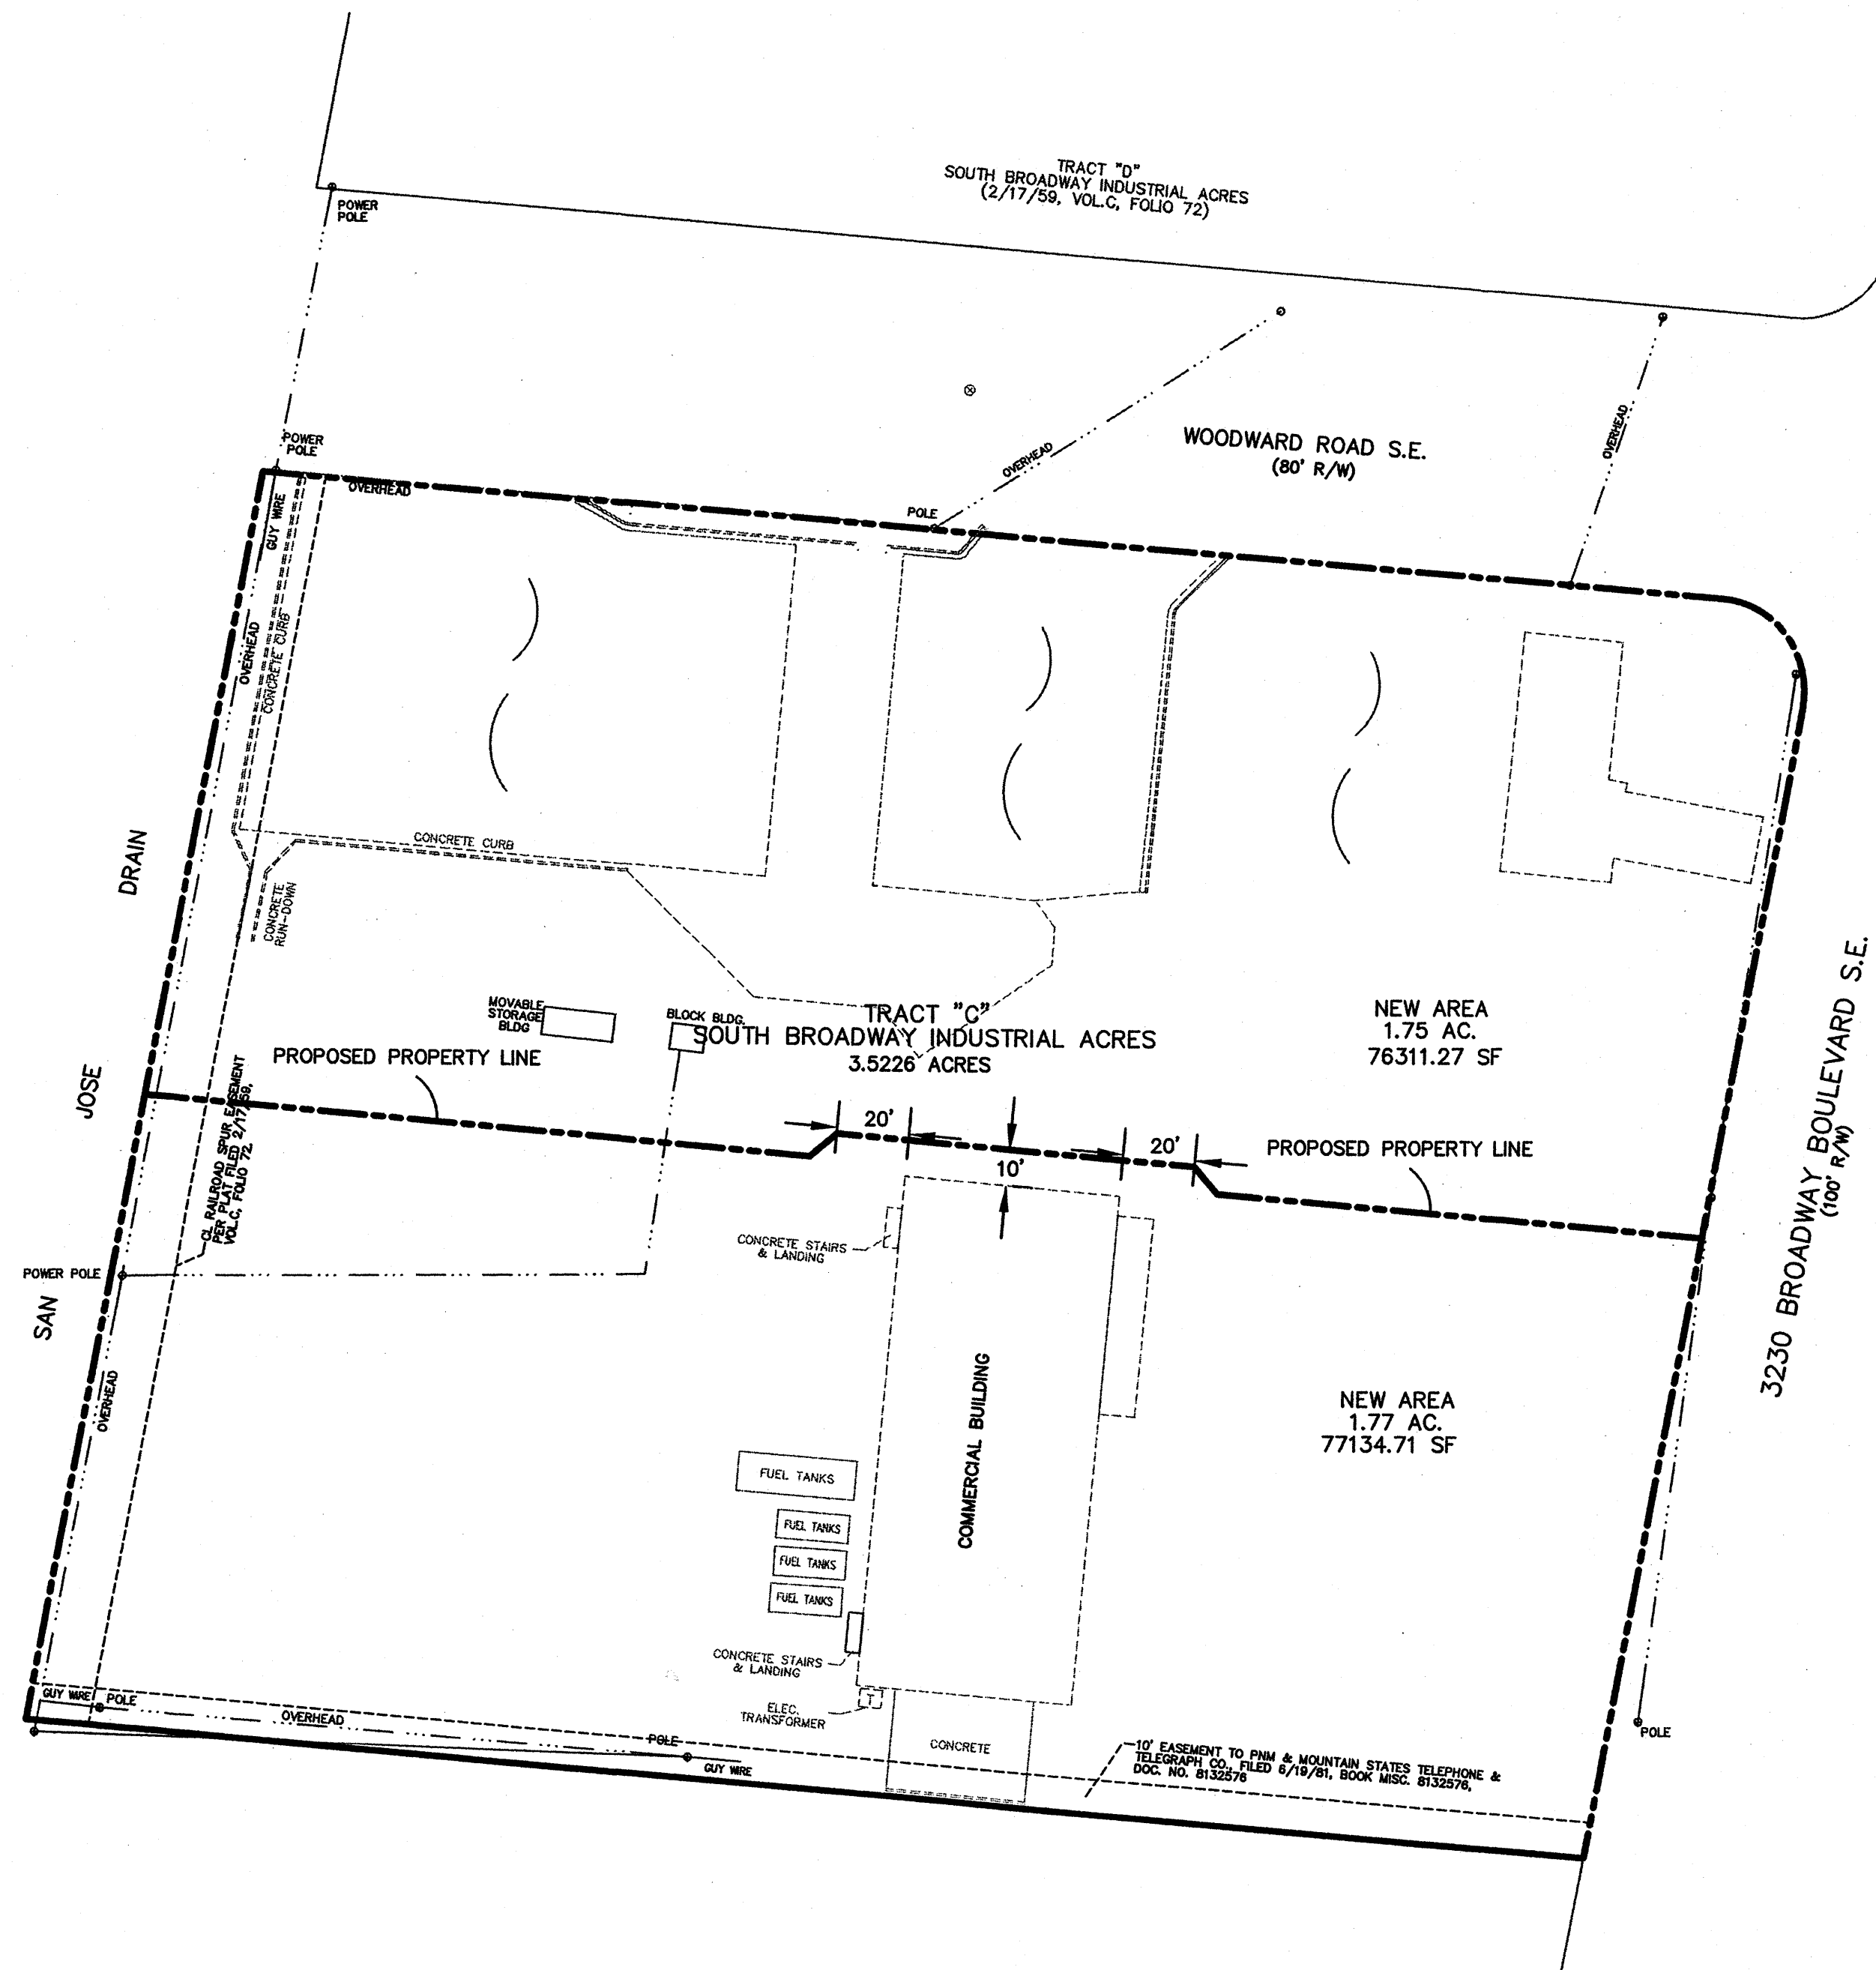 TRACT "D"
SOUTH BROADWAY INDUSTRIAL ACRES
(2/17/59, VOL.C, FOLIO 72)
POWER
POLE
WOODWARD ROAD S.E.
(80' R/W)
OVERHEAD
OVERHEAD
POWER
POLE
OVERHEAD
POLE
GUY WIRE
OVERHEAD
CONCRETE CURB
CONCRETE CURB
CONCRETE
RUN-DOWN
DRAIN
JOSE
SAN
MOVABLE
STORAGE
BLDG
BLOCK BLDG.
TRACT "C"
SOUTH BROADWAY INDUSTRIAL ACRES
3.5226 ACRES
NEW AREA
1.75 AC.
76311.27 SF
3230 BROADWAY BOULEVARD S.E.
(100' R/W)
PROPOSED PROPERTY LINE
20'
10'
20'
PROPOSED PROPERTY LINE
CL RAILROAD SPUR EASEMENT
PER PLAT FILED 2/17/59,
VOL.C, FOLIO 72
CONCRETE STAIRS
& LANDING
POWER POLE
OVERHEAD
COMMERCIAL BUILDING
NEW AREA
1.77 AC.
77134.71 SF
FUEL TANKS
FUEL TANKS
FUEL TANKS
FUEL TANKS
CONCRETE STAIRS
& LANDING
T
ELEC.
TRANSFORMER
CONCRETE
GUY WIRE
POLE
OVERHEAD
POLE
GUY WIRE
10' EASEMENT TO PNM & MOUNTAIN STATES TELEPHONE &
TELEGRAPH CO., FILED 6/19/81, BOOK MISC. 8132576,
DOC. NO. 8132576
POLE